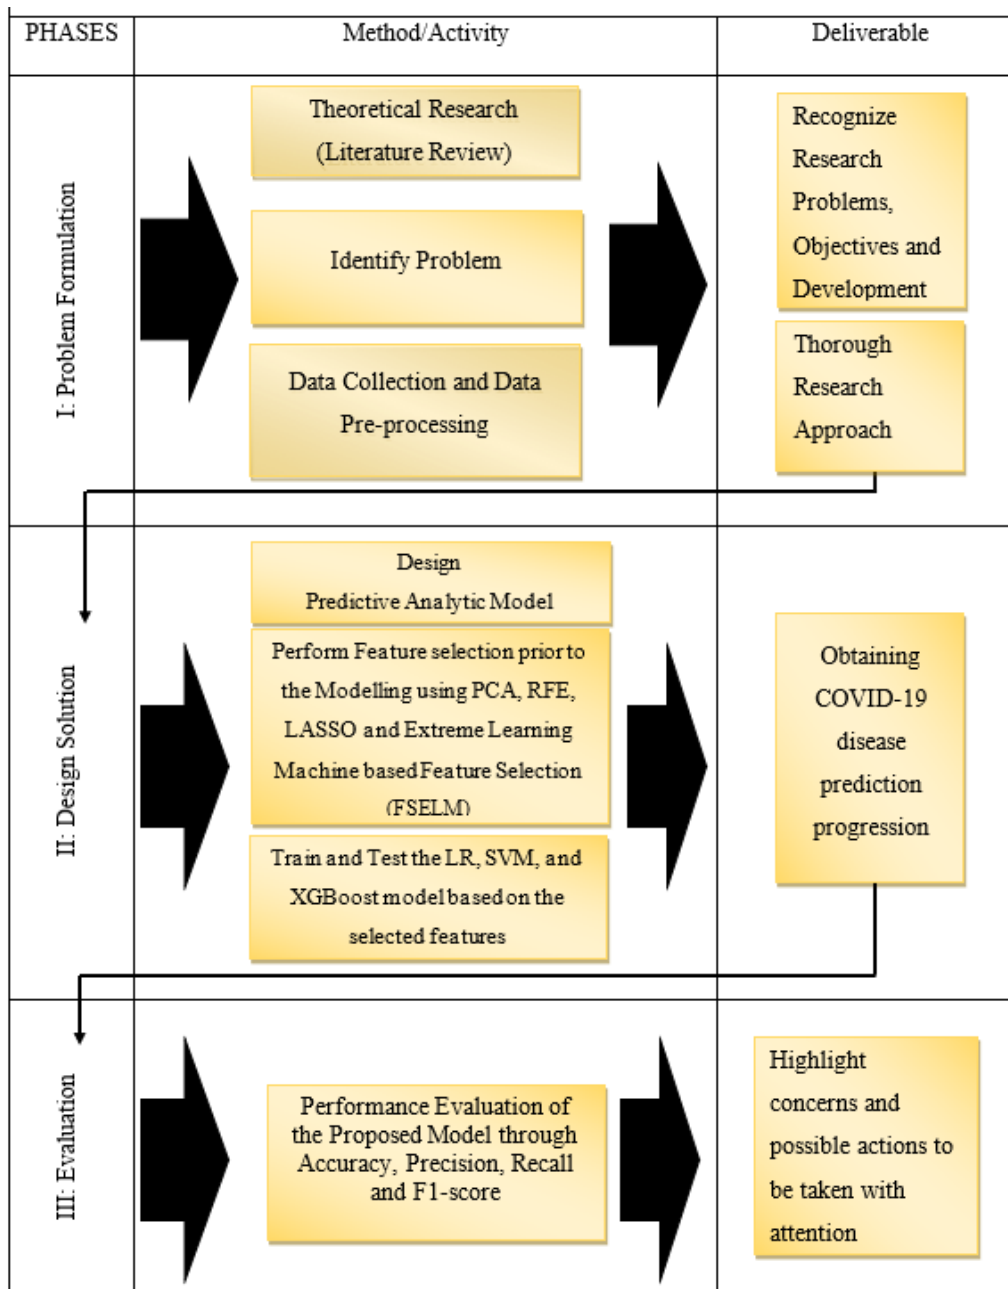 PHASES
Method/Activity
Deliverable
I: Problem Formulation
Theoretical Research
(Literature Review)
Identify Problem
Data Collection and Data
Pre-processing
Recognize
Research
Problems,
Objectives and
Development
Thorough
Research
Approach
II: Design Solution
Design
Predictive Analytic Model
Perform Feature selection prior to
the Modelling using PCA, RFE,
LASSO and Extreme Learning
Machine based Feature Selection
(FSELM)
Train and Test the LR, SVM, and
XGBoost model based on the
selected features
Obtaining
COVID-19
disease
prediction
progression
III: Evaluation
Performance Evaluation of
the Proposed Model through
Accuracy, Precision, Recall
and F1-score
Highlight
concerns and
possible actions to
be taken with
attention